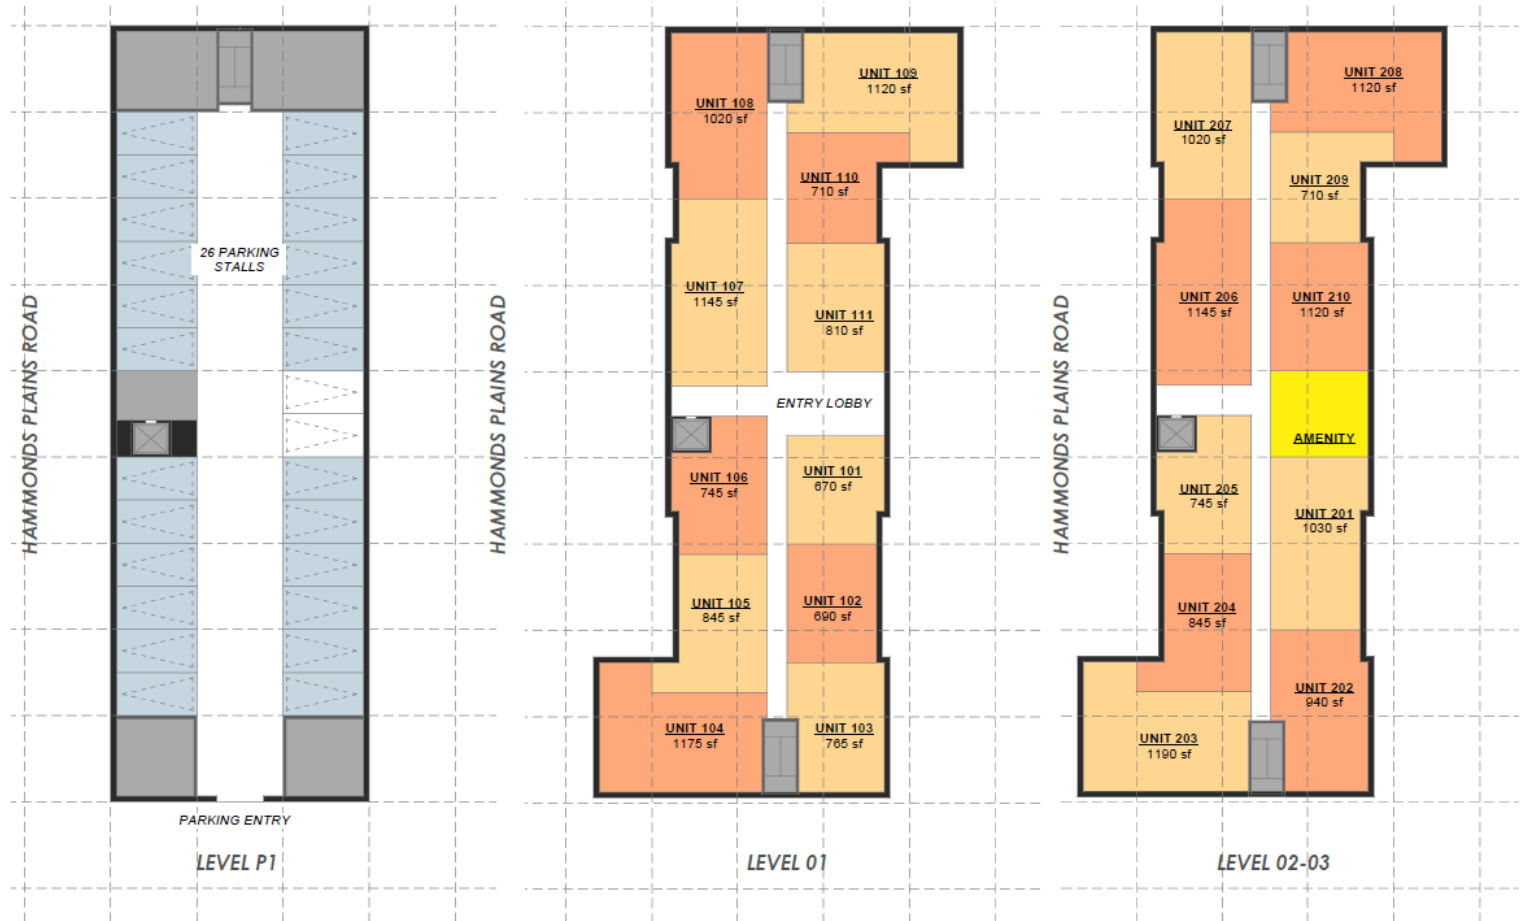 HAMMONDS PLAINS ROAD
26 PARKING
STALLS
PARKING ENTRY
LEVEL P1
HAMMONDS PLAINS ROAD
UNIT 108
1020 sf
UNIT 109
1120 sf
UNIT 110
710 sf
UNIT 107
1145 sf
UNIT 111
810 sf
ENTRY LOBBY
UNIT 106
745 sf
UNIT 101
670 sf
UNIT 105
845 sf
UNIT 102
690 sf
UNIT 104
1175 sf
UNIT 103
765 sf
LEVEL 01
HAMMONDS PLAINS ROAD
UNIT 207
1020 sf
UNIT 208
1120 sf
UNIT 209
710 sf
UNIT 206
1145 sf
UNIT 210
1120 sf
AMENITY
UNIT 205
745 sf
UNIT 201
1030 sf
UNIT 204
845 sf
UNIT 202
940 sf
UNIT 203
1190 sf
LEVEL 02-03